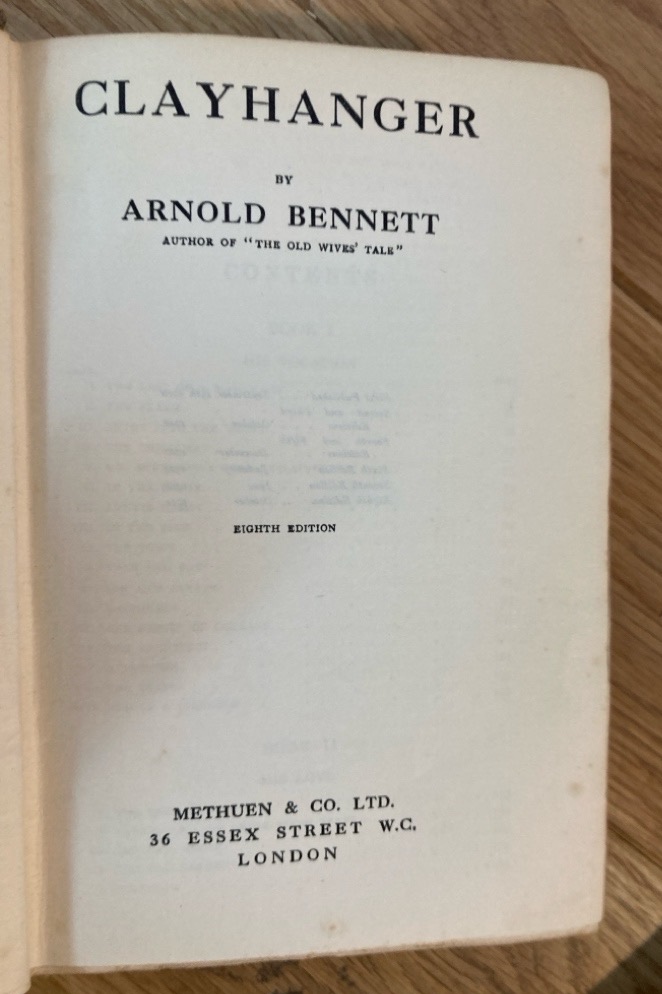 CLAYHANGER
BY
ARNOLD BENNETT
AUTHOR OF "THE OLD WIVES' TALE"
EIGHTH EDITION
METHUEN & CO. LTD.
36 ESSEX STREET W.C.
LONDON